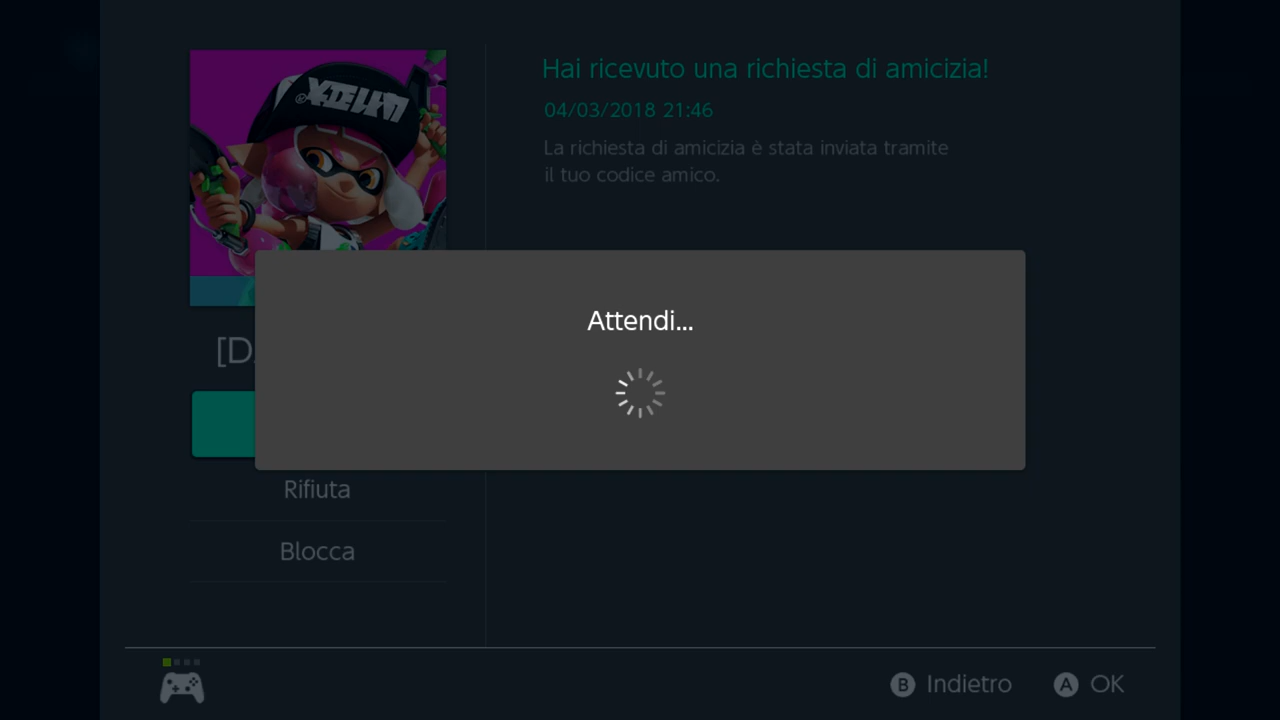 Hai ricevuto una richiesta di amicizia!
04/03/2018 21:46
La richiesta di amicizia è stata inviata tramite
il tuo codice amico.
Attendi...
[D
Rifiuta
Blocca
B Indietro
A OK